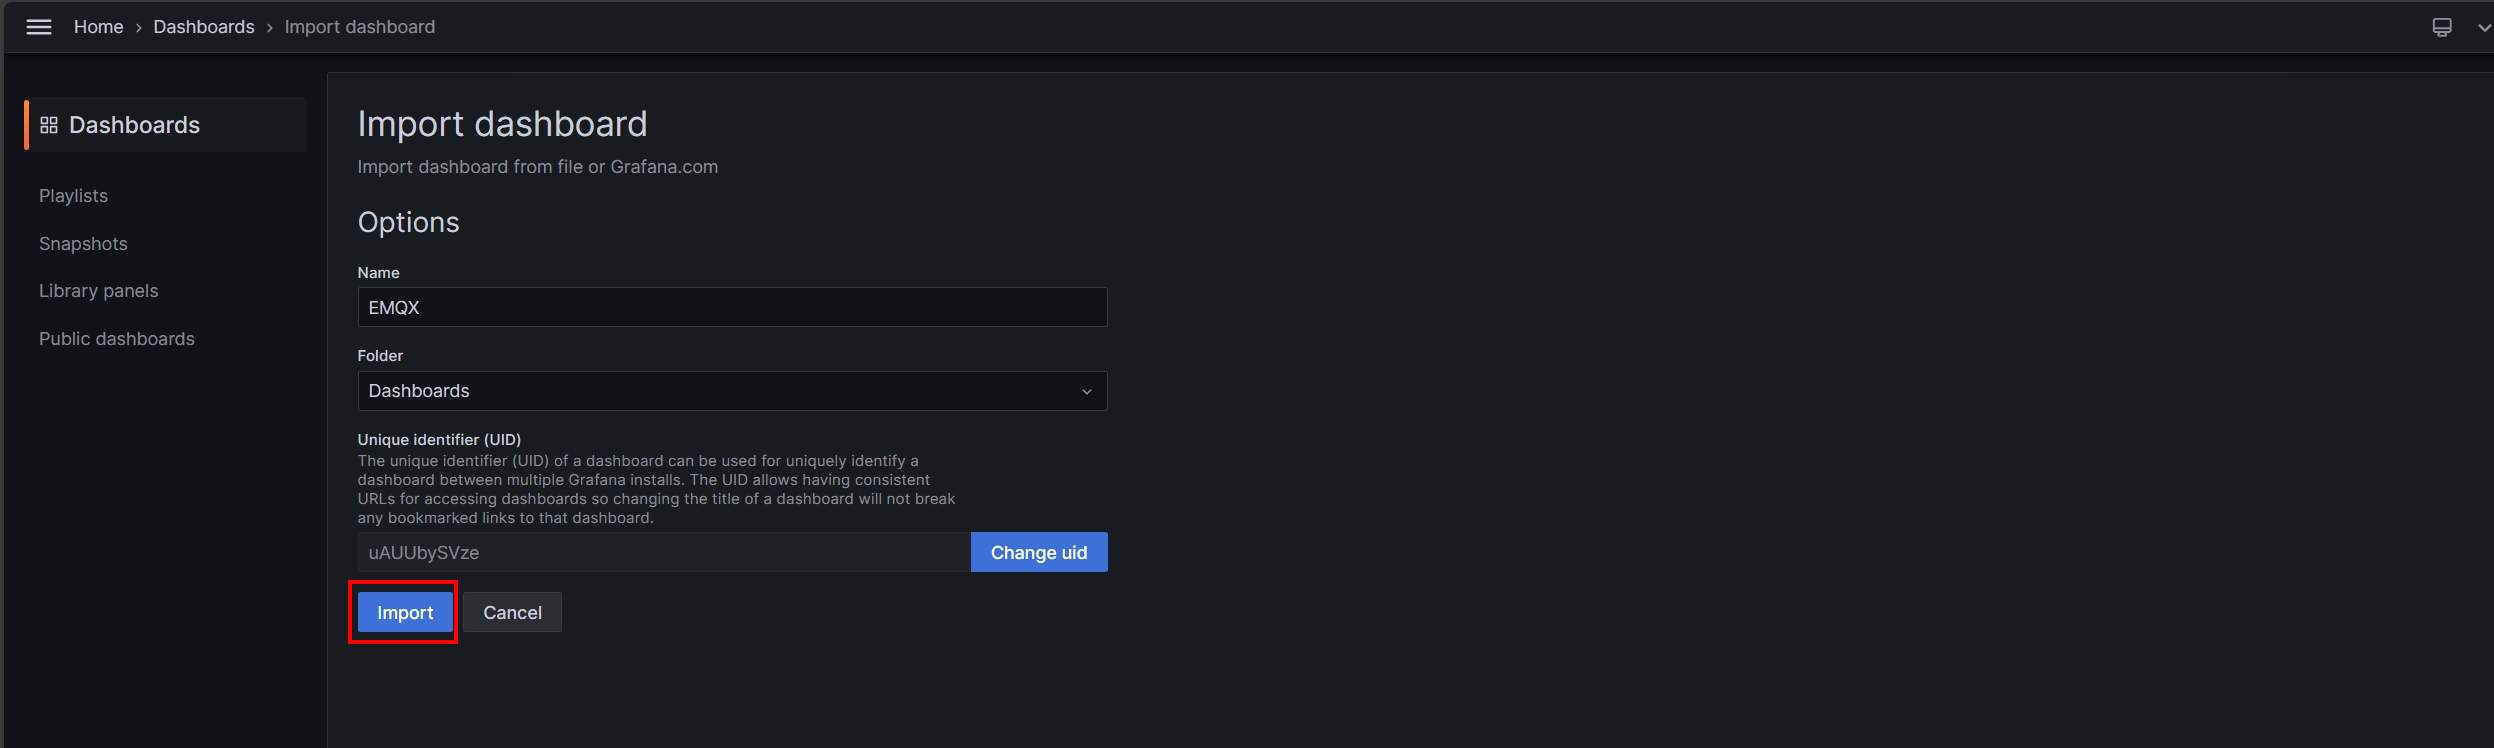 Home › Dashboards › Import dashboard
Dashboards
Playlists
Snapshots
Library panels
Public dashboards
Import dashboard
Import dashboard from file or Grafana.com
Options
Name
EMQX
Folder
Dashboards
Unique identifier (UID)
The unique identifier (UID) of a dashboard can be used for uniquely identify a
dashboard between multiple Grafana installs. The UID allows having consistent
URLs for accessing dashboards so changing the title of a dashboard will not break
any bookmarked links to that dashboard.
uAUUbySVze Change uid
Import Cancel